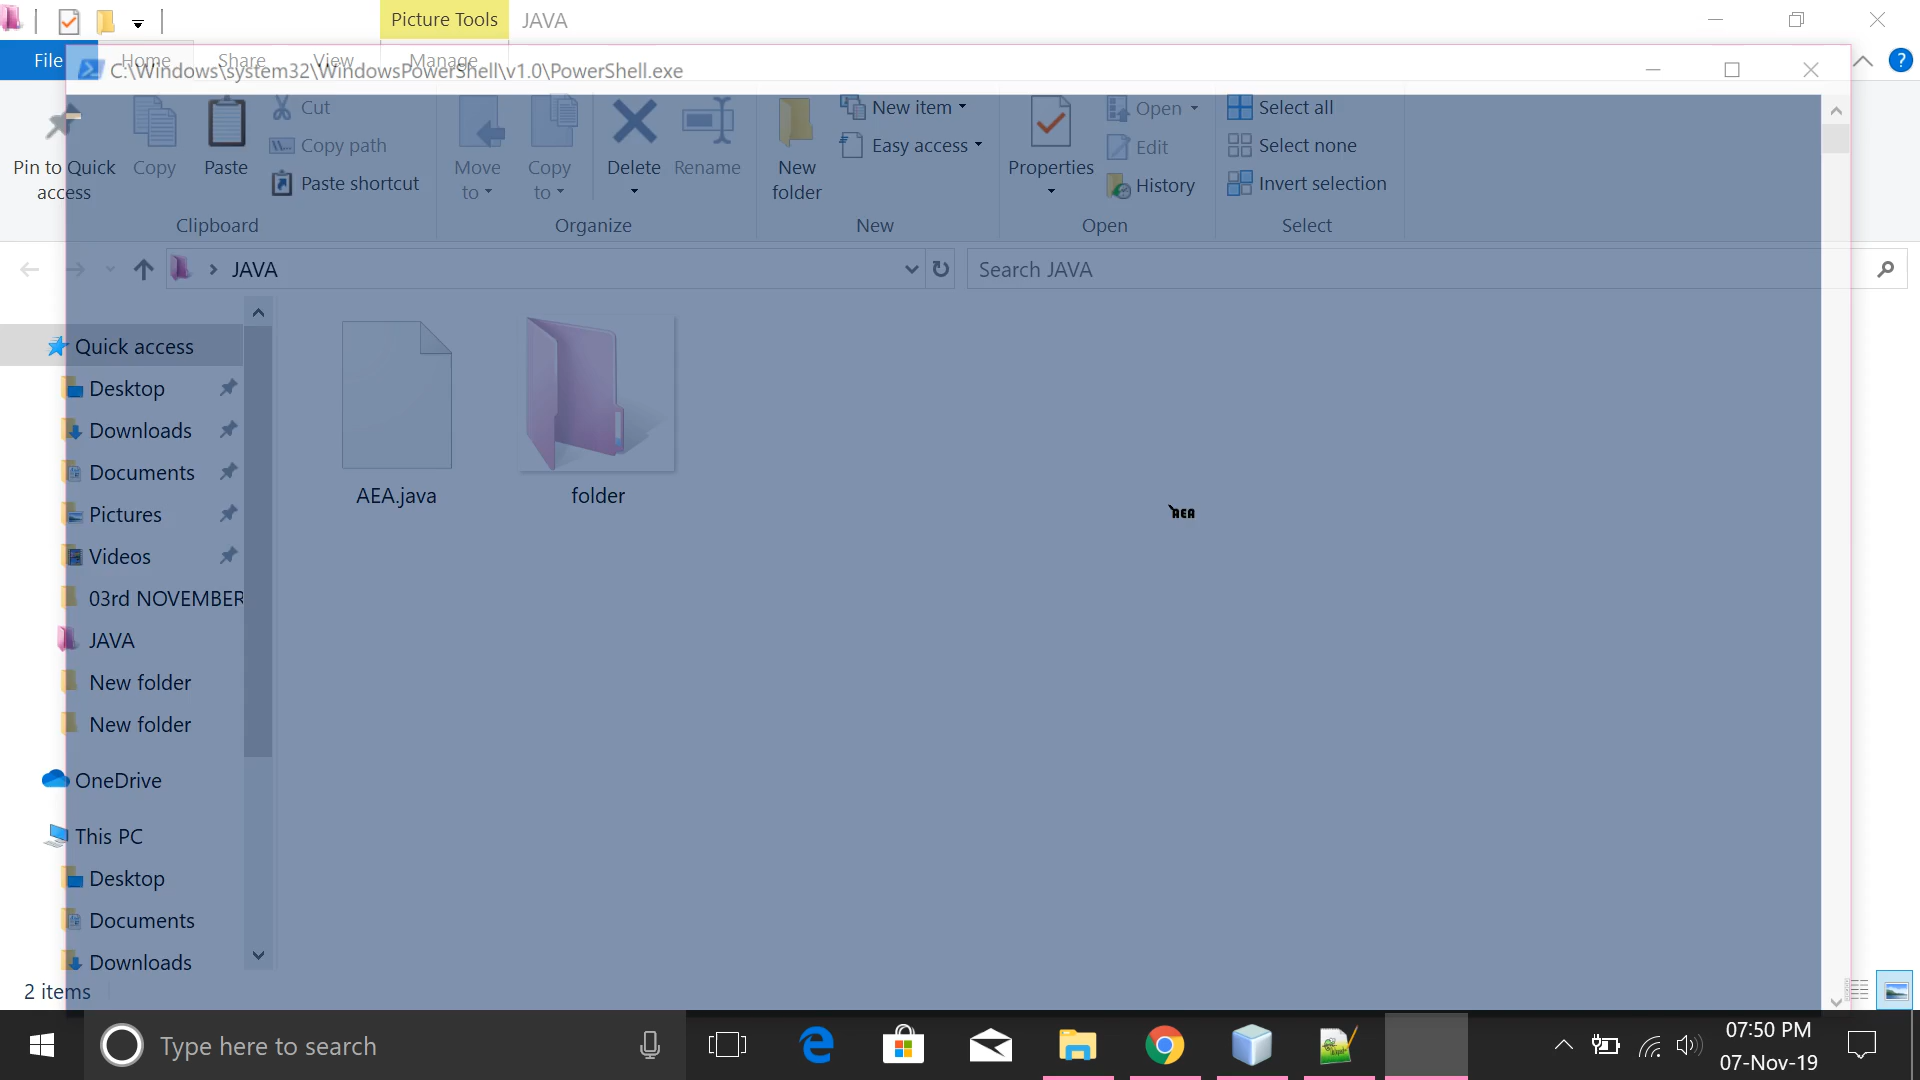 Picture Tools
JAVA
File
Home
Share
View
Manage
C:\Windows\system32\WindowsPowerShell\v1.0\PowerShell.exe
Pin to Quick
access
Copy
Paste
Cut
Copy path
Paste shortcut
Clipboard
Move
to
Copy
to
Delete
Rename
Organize
New
folder
New item
Easy access
New
Properties
Open
Edit
History
Open
Select all
Select none
Invert selection
Select
JAVA
Search JAVA
Quick access
Desktop
Downloads
Documents
Pictures
Videos
03rd NOVEMBER
JAVA
New folder
New folder
OneDrive
This PC
Desktop
Documents
Downloads
AEA.java
folder
AEA
2 items
Type here to search
07:50 PM
07-Nov-19